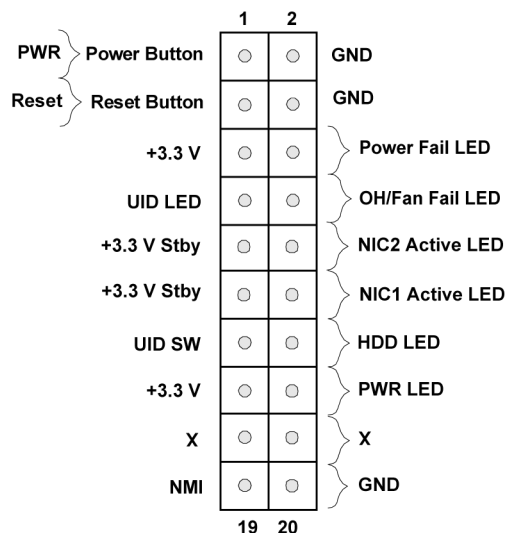 1 2
PWR Power Button GND
Reset Reset Button GND
+3.3 V Power Fail LED
UID LED OH/Fan Fail LED
+3.3 V Stby NIC2 Active LED
+3.3 V Stby NIC1 Active LED
UID SW HDD LED
+3.3 V PWR LED
X X
NMI GND
19 20